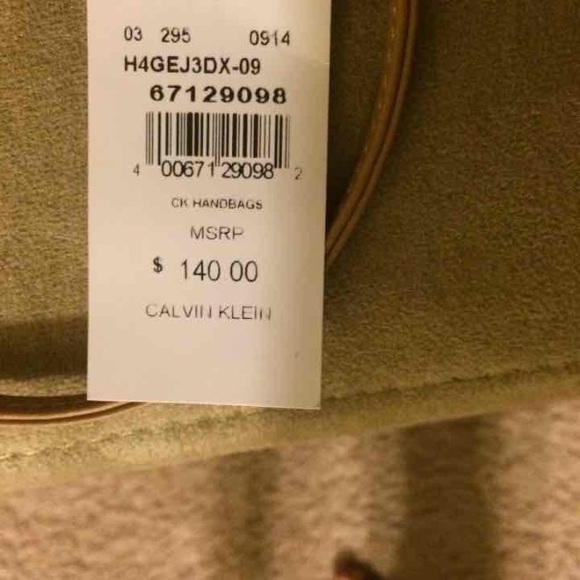 03 295 0914
H4GEJ3DX-09
67129098
4 00671 29098 2
CK HANDBAGS
MSRP
$ 140 00
CALVIN KLEIN